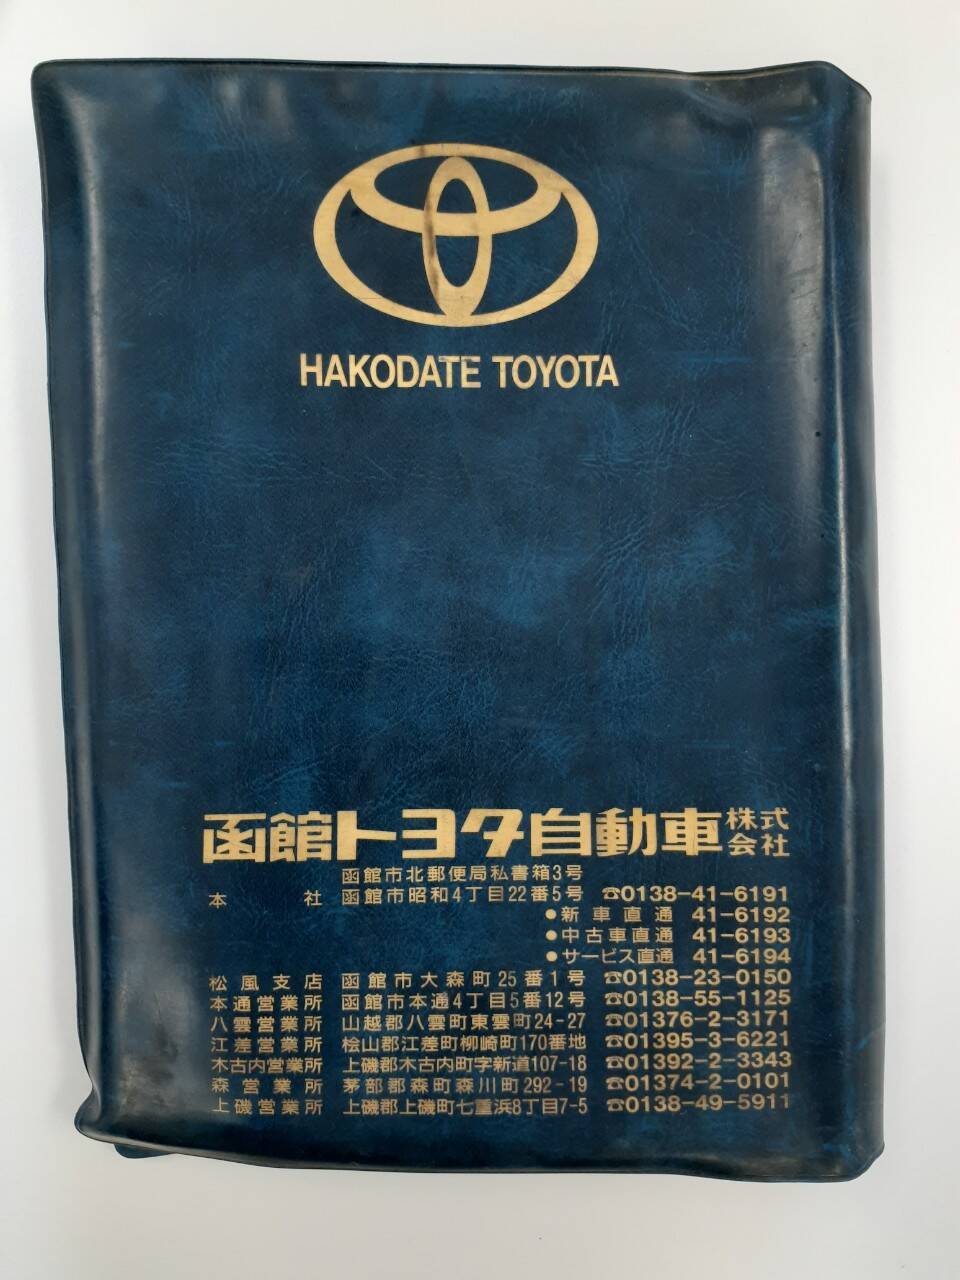 HAKODATE TOYOTA
函館トヨタ自動車株式会社
函館市北郵便局私書箱3号
本社 函館市昭和4丁目22番5号 ☎0138-41-6191
●新車直通 41-6192
●中古車直通 41-6193
●サービス直通 41-6194
松風支店 函館市大森町25番1号 ☎0138-23-0150
本通営業所 函館市本通4丁目5番12号 ☎0138-55-1125
八雲営業所 山越郡八雲町東雲町24-27 ☎01376-2-3171
江差営業所 桧山郡江差町柳崎町170番地 ☎01395-3-6221
木古内営業所 上磯郡木古内町字新道107-18 ☎01392-2-3343
森営業所 茅部郡森町森川町292-19 ☎01374-2-0101
上磯営業所 上磯郡上磯町七重浜8丁目7-5 ☎0138-49-5911